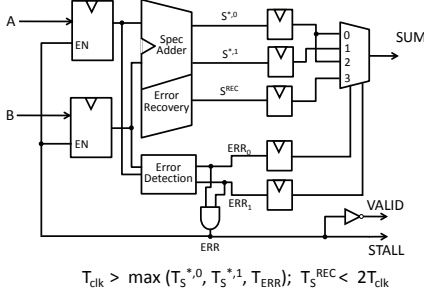 A
EN
B
EN
Spec
Adder
Error
Recovery
Error
Detection
S*,0
S*,1
SREC
ERR0
ERR1
ERR
0
1
2
3
SUM
VALID
STALL
Tclk > max (TS*,0, TS*,1, TERR); TSREC < 2Tclk